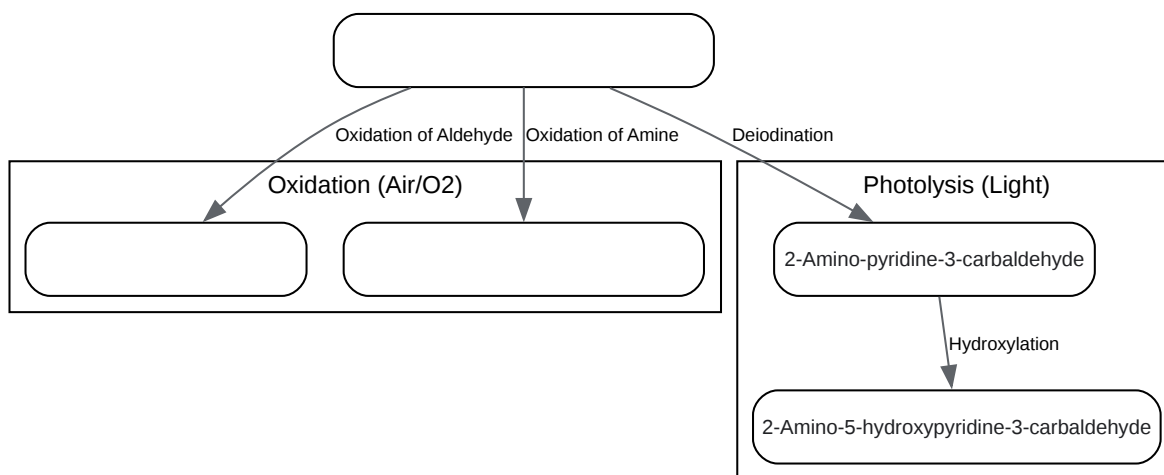 Oxidation of Aldehyde
Oxidation of Amine
Deiodination
Oxidation (Air/O2)
Photolysis (Light)
2-Amino-pyridine-3-carbaldehyde
Hydroxylation
2-Amino-5-hydroxypyridine-3-carbaldehyde